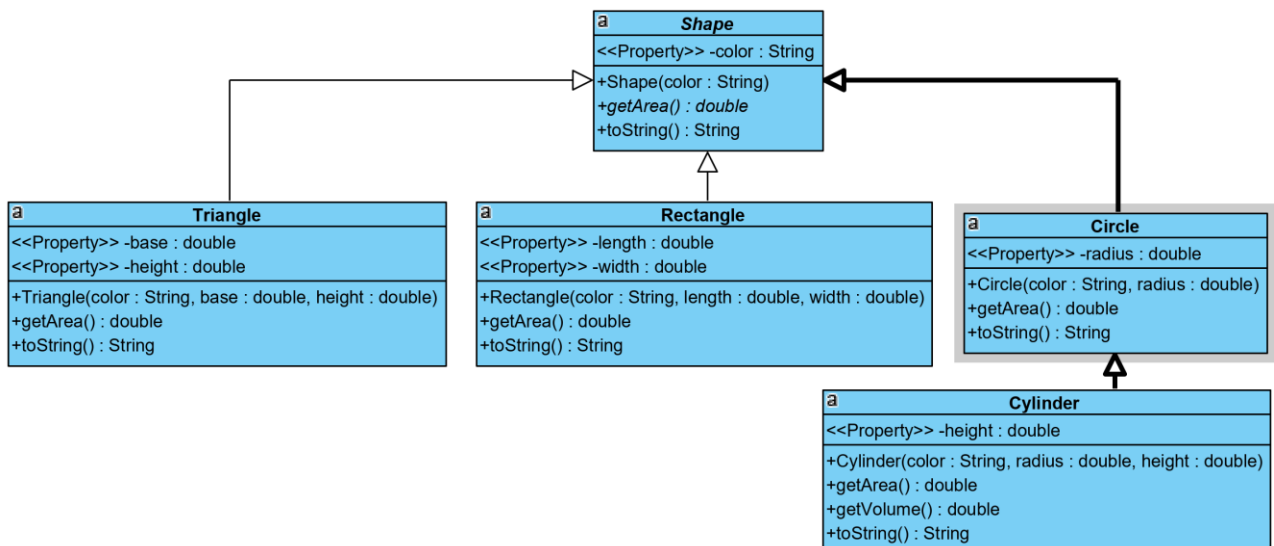 a
Shape
<<Property>> -color : String
+Shape(color : String)
+getArea() : double
+toString() : String
a
Triangle
<<Property>> -base : double
<<Property>> -height : double
+Triangle(color : String, base : double, height : double)
+getArea() : double
+toString() : String
a
Rectangle
<<Property>> -length : double
<<Property>> -width : double
+Rectangle(color : String, length : double, width : double)
+getArea() : double
+toString() : String
a
Circle
<<Property>> -radius : double
+Circle(color : String, radius : double)
+getArea() : double
+toString() : String
a
Cylinder
<<Property>> -height : double
+Cylinder(color : String, radius : double, height : double)
+getArea() : double
+getVolume() : double
+toString() : String